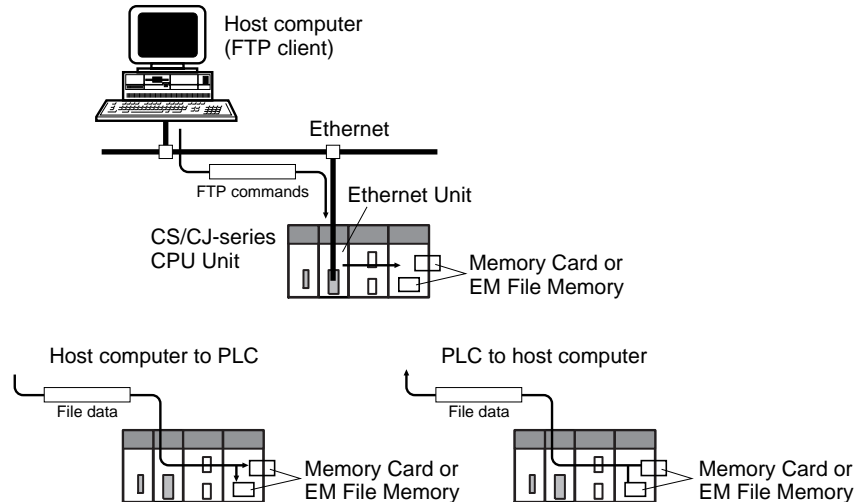 Host computer
(FTP client)
Ethernet
FTP commands
Ethernet Unit
CS/CJ-series
CPU Unit
Memory Card or
EM File Memory
Host computer to PLC
File data
Memory Card or
EM File Memory
PLC to host computer
File data
Memory Card or
EM File Memory